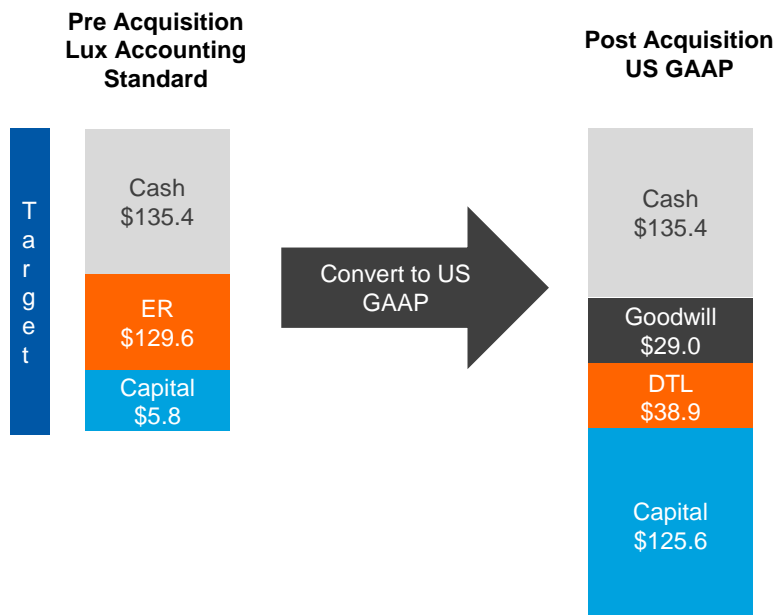 Pre Acquisition
Lux Accounting
Standard
Post Acquisition
US GAAP
Target
Cash
$135.4
ER
$129.6
Capital
$5.8
Convert to US
GAAP
Cash
$135.4
Goodwill
$29.0
DTL
$38.9
Capital
$125.6